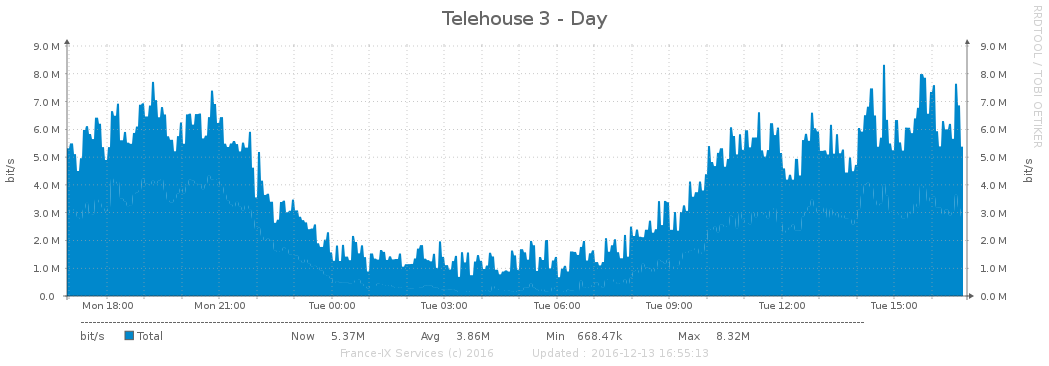 Telehouse 3 - Day
RRDTOOL / TOBI OETIKER
bit/s
9.0 M 9.0 M
8.0 M 8.0 M
7.0 M 7.0 M
6.0 M 6.0 M
5.0 M 5.0 M
4.0 M 4.0 M
3.0 M 3.0 M
2.0 M 2.0 M
1.0 M 1.0 M
0.0 0.0 M
bit/s
Mon 18:00 Mon 21:00 Tue 00:00 Tue 03:00 Tue 06:00 Tue 09:00 Tue 12:00 Tue 15:00
bit/s Total Now 5.37M Avg 3.86M Min 668.47k Max 8.32M
France-IX Services (c) 2016 Updated : 2016-12-13 16:55:13